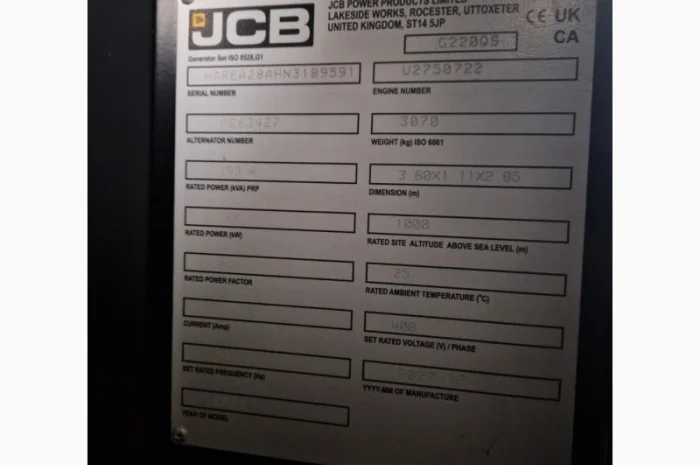 JCB
JCB POWER PRODUCTS LIMITED
LAKESIDE WORKS, ROCESTER, UTTOXETER
UNITED KINGDOM, ST14 5JP
CE UK
CA
Generator Set ISO 8528,G1
G220QS
HAREA20AHN3189591
SERIAL NUMBER
U2750722
ENGINE NUMBER
ALTERNATOR NUMBER
3070
WEIGHT (kg) ISO 6061
RATED POWER (kVA) PRP
3.80X1.11X2.05
DIMENSION (m)
RATED POWER (kW)
1000
RATED SITE ALTITUDE ABOVE SEA LEVEL (m)
RATED POWER FACTOR
25
RATED AMBIENT TEMPERATURE (°C)
CURRENT (Amp)
400
SET RATED VOLTAGE (V) / PHASE
SET RATED FREQUENCY (Hz)
YYYY-MM OF MANUFACTURE
YEAR OF MODEL